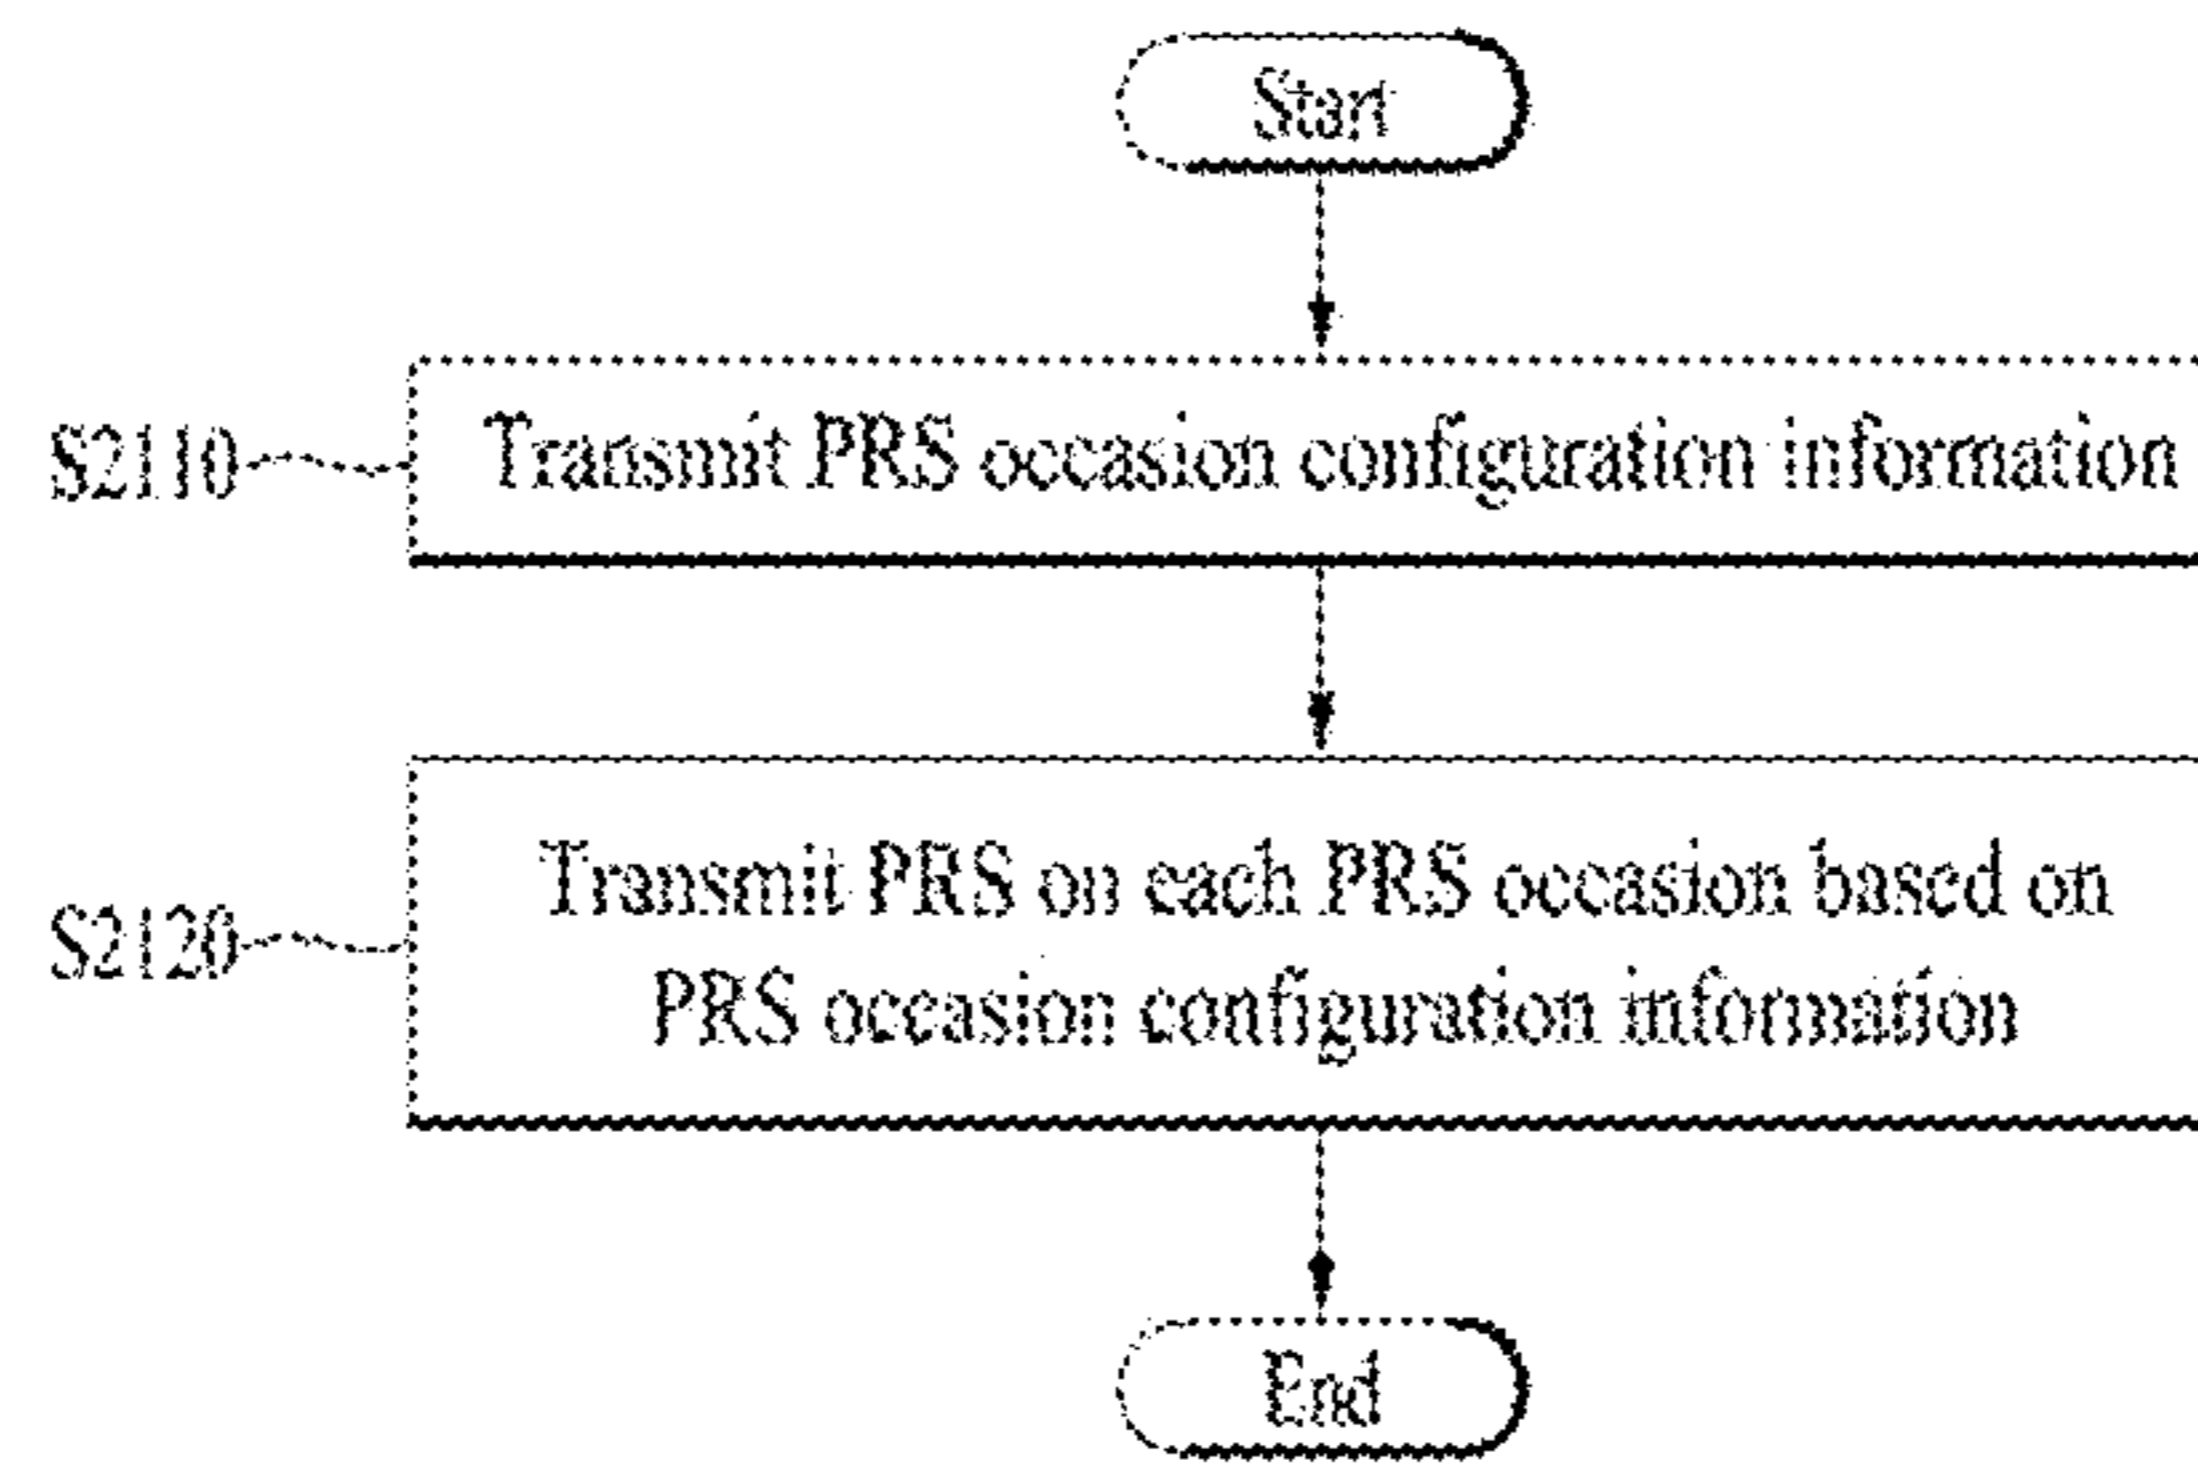 Start
S2110
Transmit PRS occasion configuration information
S2120
Transmit PRS on each PRS occasion based on
PRS occasion configuration information
End